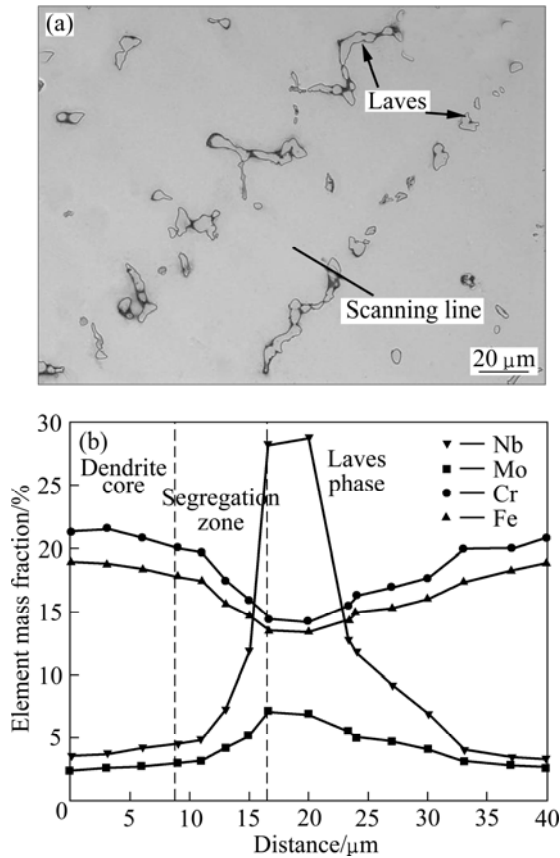 (a)
Laves
Scanning line
20 μm
(b)
Dendrite
core
Segregation
zone
Laves
phase
Nb
Mo
Cr
Fe
Element mass fraction/%
30
25
20
15
10
5
0
0 5 10 15 20 25 30 35 40
Distance/μm